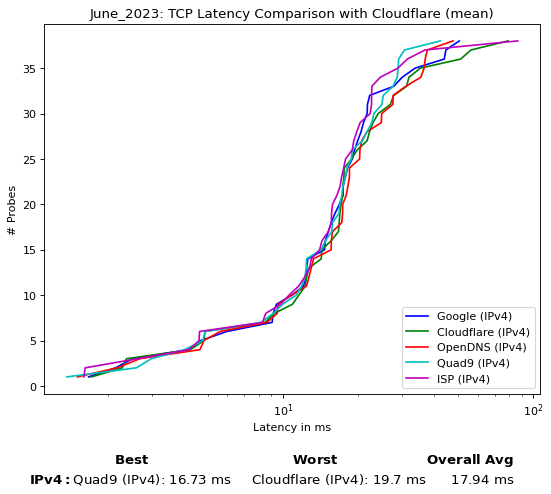 June_2023: TCP Latency Comparison with Cloudflare (mean)
35
30
25
20
15
10
5
0
# Probes
10¹
10²
Latency in ms
Google (IPv4)
Cloudflare (IPv4)
OpenDNS (IPv4)
Quad9 (IPv4)
ISP (IPv4)
Best Worst Overall Avg
IPv4: Quad9 (IPv4): 16.73 ms Cloudflare (IPv4): 19.7 ms 17.94 ms